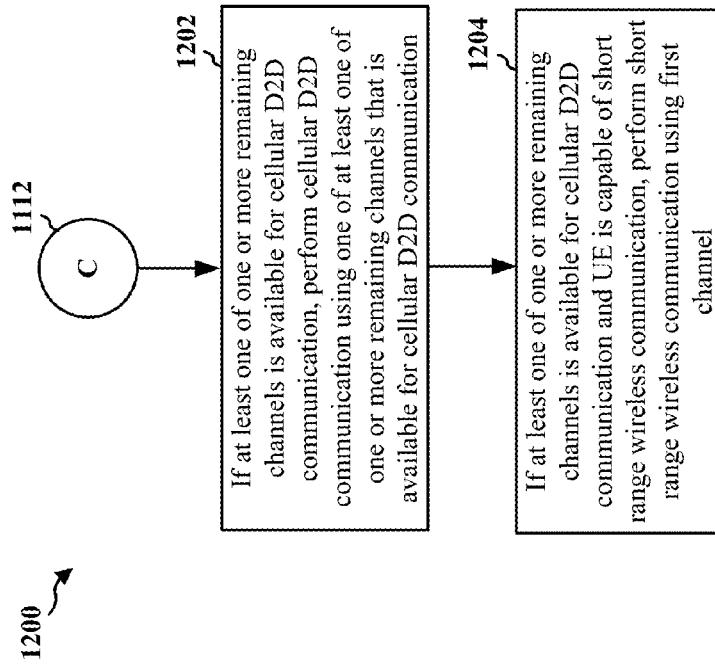 1200
1112
C
1202
If at least one of one or more remaining
channels is available for cellular D2D
communication, perform cellular D2D
communication using one of at least one of
one or more remaining channels that is
available for cellular D2D communication
1204
If at least one of one or more remaining
channels is available for cellular D2D
communication and UE is capable of short
range wireless communication, perform short
range wireless communication using first
channel